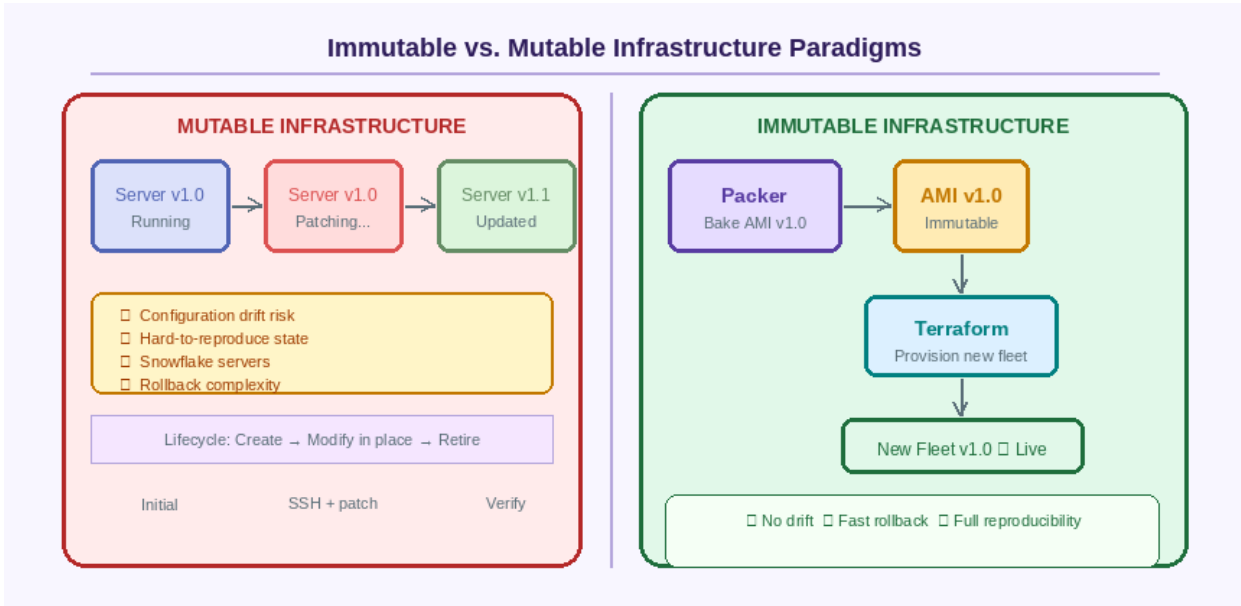 Immutable vs. Mutable Infrastructure Paradigms
MUTABLE INFRASTRUCTURE
Server v1.0
Running
Server v1.0
Patching...
Server v1.1
Updated
▯ Configuration drift risk
▯ Hard-to-reproduce state
▯ Snowflake servers
▯ Rollback complexity
Lifecycle: Create → Modify in place → Retire
Initial
SSH + patch
Verify
IMMUTABLE INFRASTRUCTURE
Packer
Bake AMI v1.0
AMI v1.0
Immutable
Terraform
Provision new fleet
New Fleet v1.0 ▯ Live
▯ No drift ▯ Fast rollback ▯ Full reproducibility